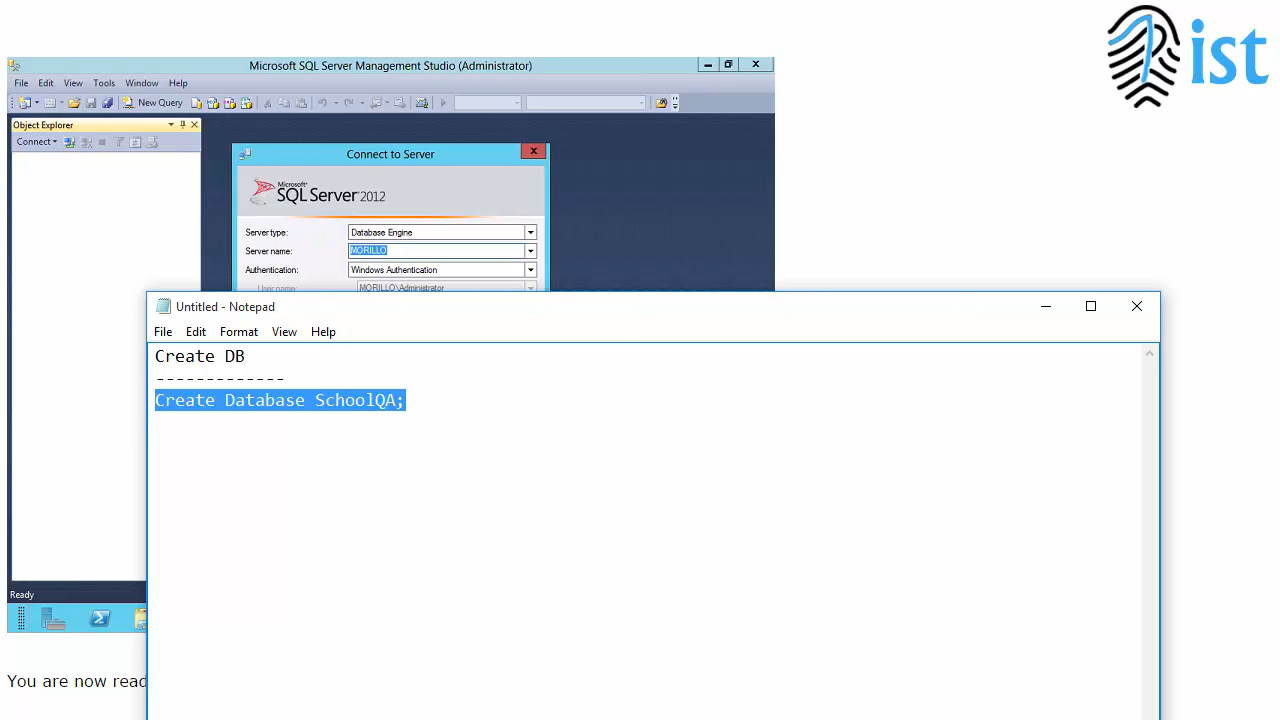 ist
Microsoft SQL Server Management Studio (Administrator)
File Edit View Tools Window Help
New Query
Object Explorer
Connect
Connect to Server
Microsoft
SQL Server 2012
Server type: Database Engine
Server name: MORILLO
Authentication: Windows Authentication
User name: MORILLO\Administrator
Untitled - Notepad
File Edit Format View Help
Create DB
-------------
Create Database SchoolQA;
Ready
You are now read